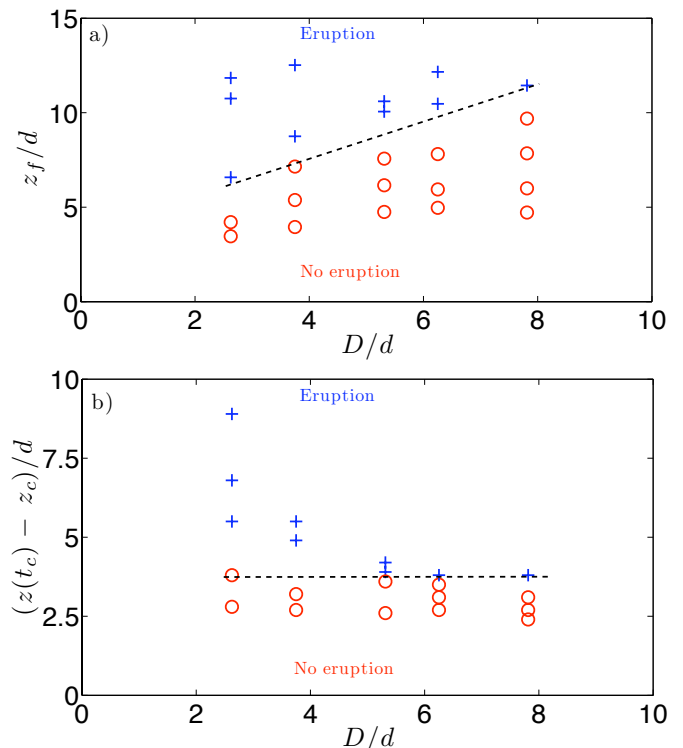 a)
Eruption
15
10
5
0
z_f/d
No eruption
0 2 4 6 8 10
D/d
b)
Eruption
10
7.5
5
2.5
0
(z(t_c) − z_c)/d
No eruption
0 2 4 6 8 10
D/d